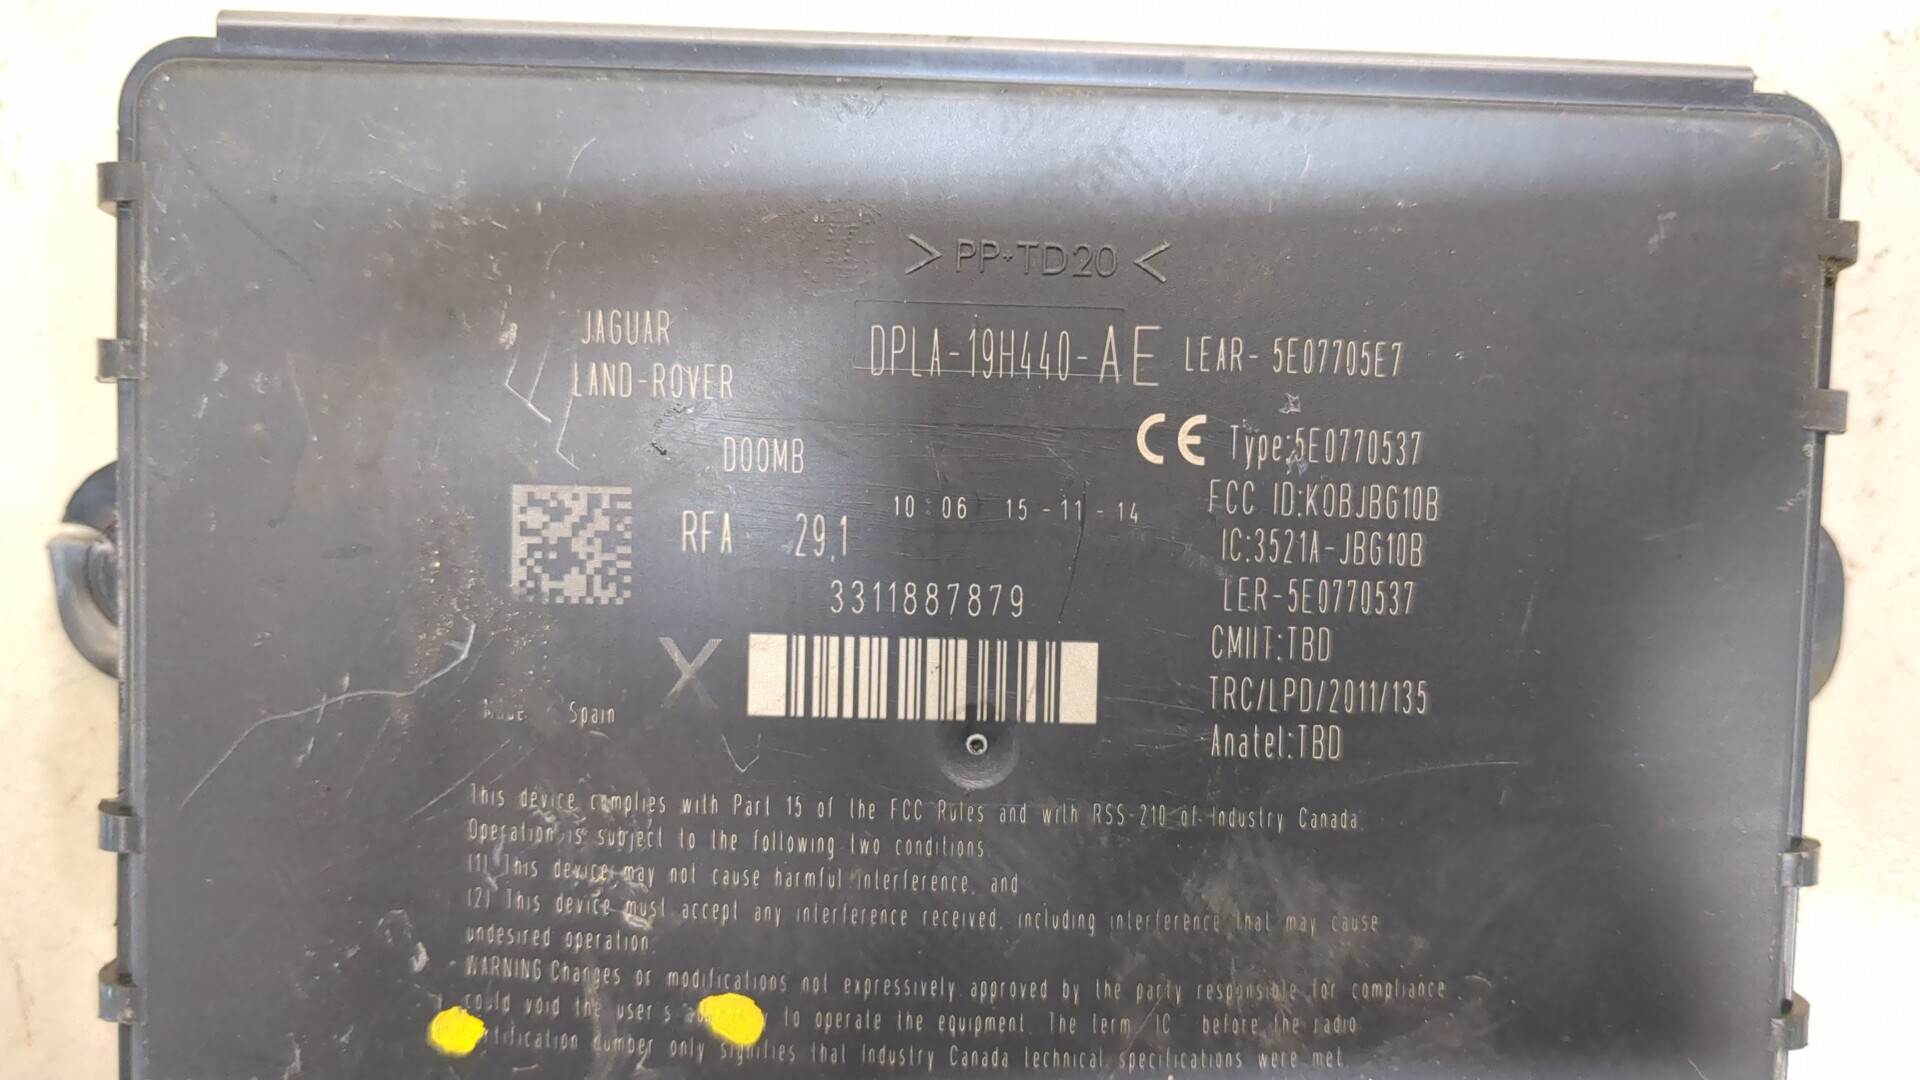 > PP-TD20 <
JAGUAR
LAND-ROVER
DPLA-19H440-AE
LEAR-5E07705E7
D00MB
CE Type:5E0770537
RFA 29,1
10:06 15-11-14
FCC ID:K0BJBG10B
IC:3521A-JBG10B
3311887879
LER-5E0770537
CMIIT:TBD
X
TRC/LPD/2011/135
Made Spain
Anatel:TBD
This device complies with Part 15 of the FCC Rules and with RSS-210 of Industry Canada.
Operation is subject to the following two conditions:
(1) This device may not cause harmful interference, and
(2) This device must accept any interference received, including interference that may cause
undesired operation.
WARNING Changes or modifications not expressively approved by the party responsible for compliance
could void the user s to operate the equipment. The term IC before the radio
certification number only signifies that Industry Canada technical specifications were met.